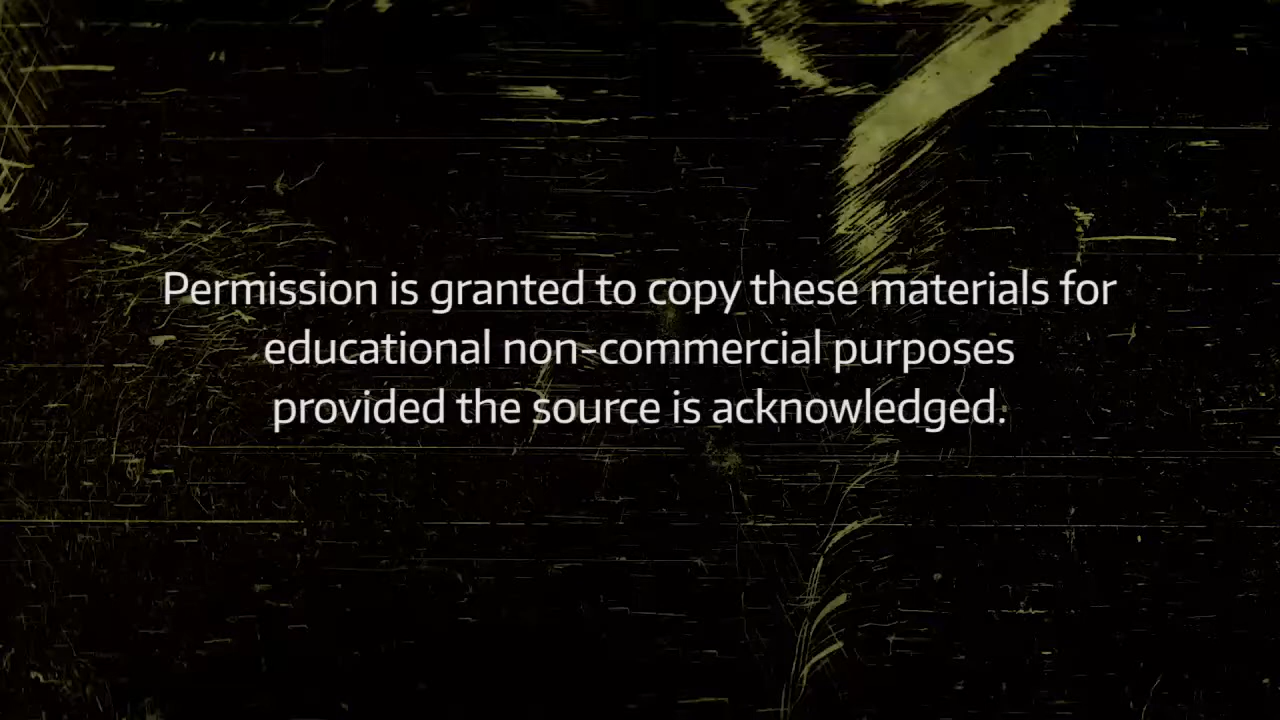 Permission is granted to copy these materials for
educational non-commercial purposes
provided the source is acknowledged.